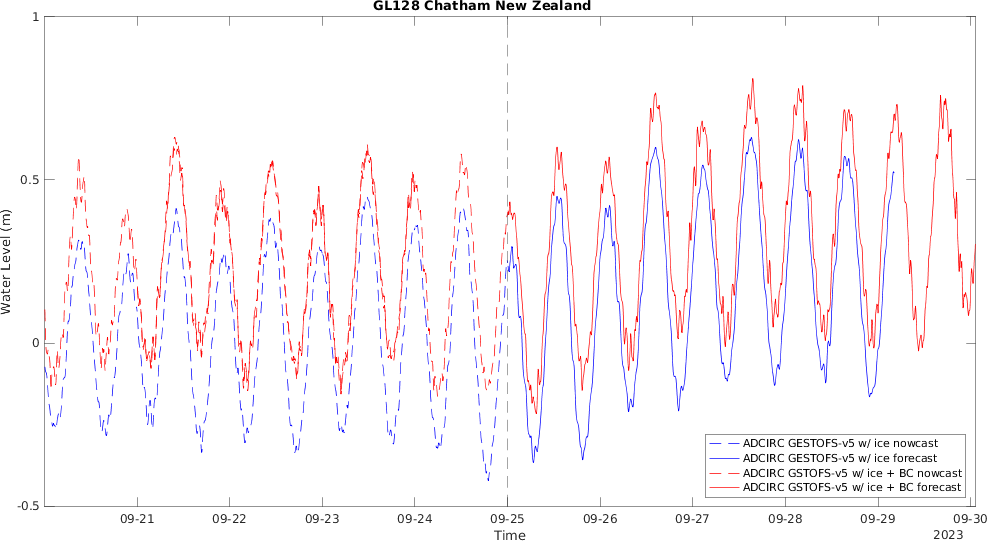 GL128 Chatham New Zealand
1
0.5
0
-0.5
Water Level (m)
09-21 09-22 09-23 09-24 09-25 09-26 09-27 09-28 09-29 09-30
Time
2023
ADCIRC GESTOFS-v5 w/ ice nowcast
ADCIRC GESTOFS-v5 w/ ice forecast
ADCIRC GSTOFS-v5 w/ ice + BC nowcast
ADCIRC GSTOFS-v5 w/ ice + BC forecast